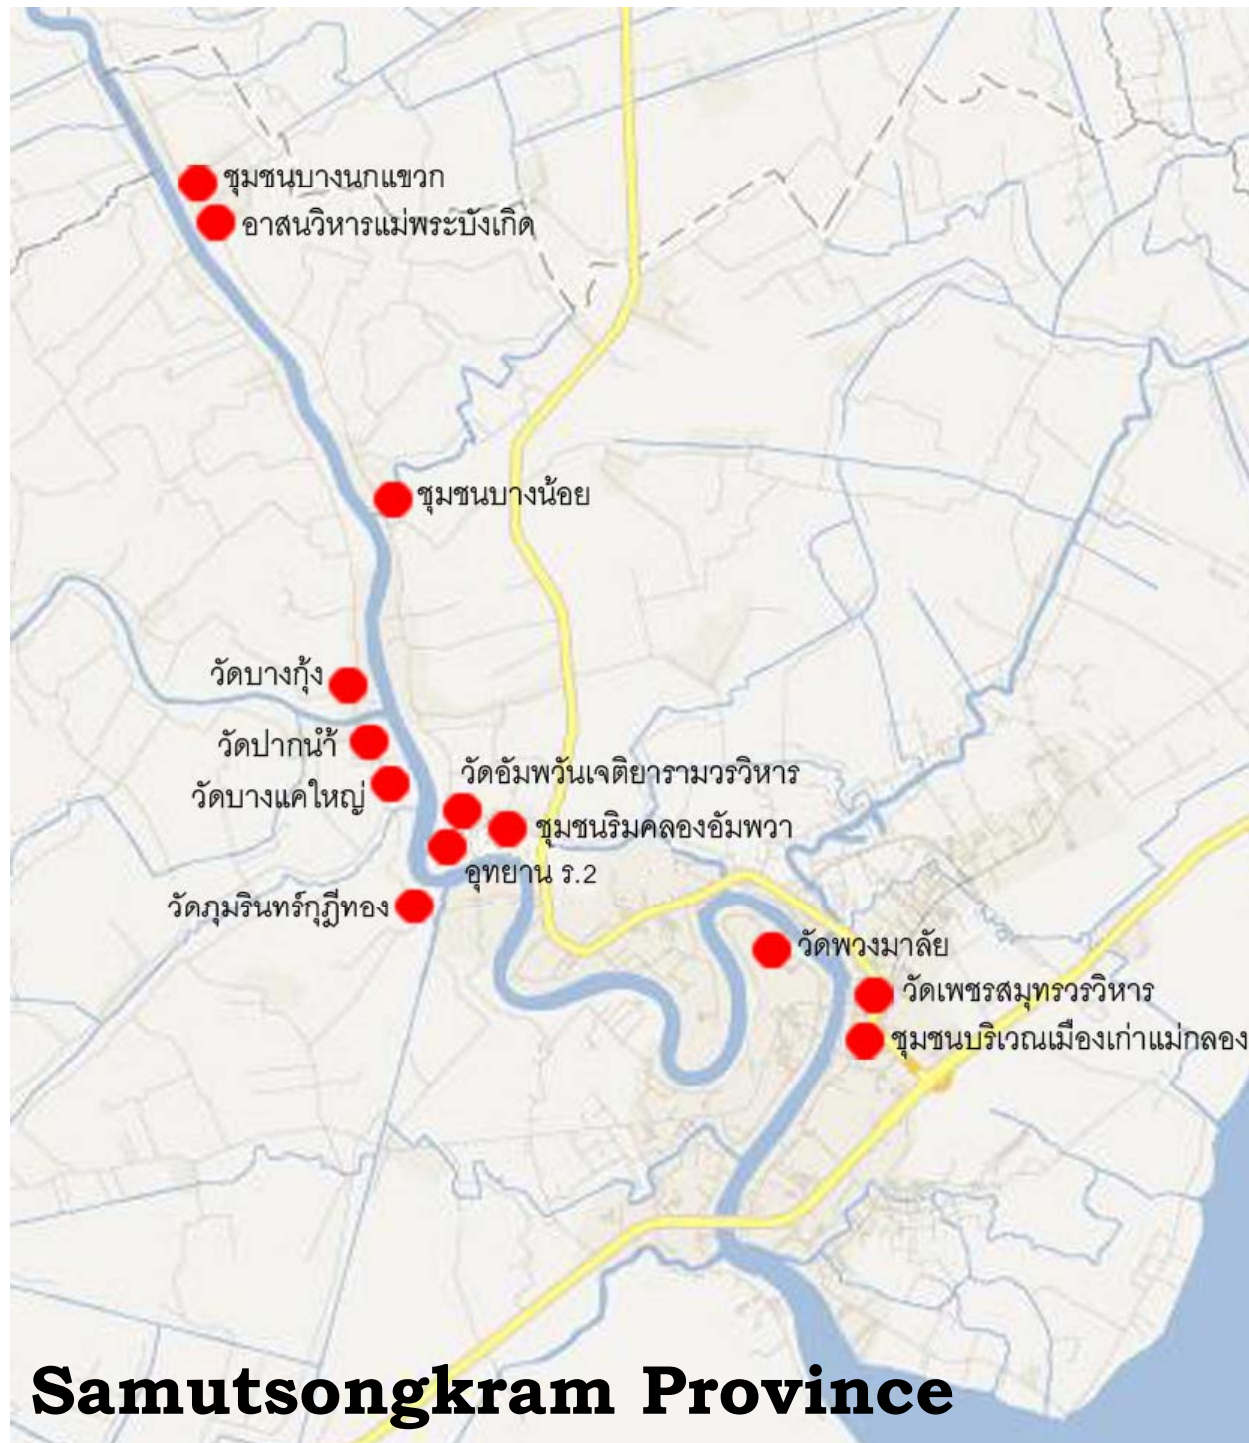 ชุมชนบางนกแขวก
อาสนวิหารแม่พระบังเกิด
ชุมชนบางน้อย
วัดบางกุ้ง
วัดปากน้ำ
วัดบางแคใหญ่
วัดอัมพวันเจติยารามวรวิหาร
ชุมชนริมคลองอัมพวา
อุทยาน ร.2
วัดภุมรินทร์กุฎีทอง
วัดพวงมาลัย
วัดเพชรสมุทรวรวิหาร
ชุมชนบริเวณเมืองเก่าแม่กลอง
Samutsongkram Province